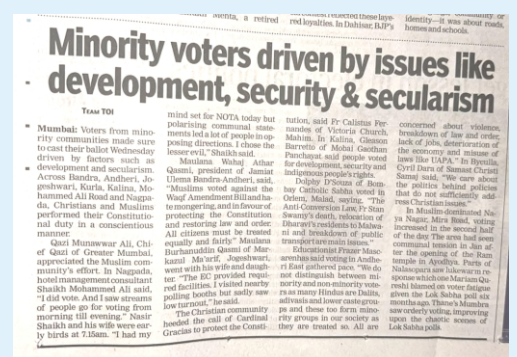 Mehta, a retired
red loyalties. In Dahisar, BJP's
identity—it was about roads,
homes and schools.
Minority voters driven by issues like
development, security & secularism
TEAM TOI
Mumbai: Voters from mino-
rity communities made sure
to cast their ballot Wednesday
driven by factors such as
development and secularism.
Across Bandra, Andheri, Jo-
geshwari, Kurla, Kalina, Mo-
hammed Ali Road and Nagpa-
da, Christians and Muslims
performed their Constitutio-
nal duty in a conscientious
manner.
Qazi Munawwar Ali, Chi-
ef Qazi of Greater Mumbai,
appreciated the Muslim com-
munity's effort. In Nagpada,
hotel management consultant
Shaikh Mohammed Ali said,
"I did vote. And I saw streams
of people go for voting from
morning till evening." Nasir
Shaikh and his wife were ear-
ly birds at 7.15am. "I had my
mind set for NOTA today but
polarising communal state-
ments led a lot of people in op-
posing directions. I chose the
lesser evil," Shaikh said.
Maulana Wahaj Athar
Qasmi, president of Jamiat
Ulema Bandra-Andheri, said,
"Muslims voted against the
Waqf Amendment Bill and ha-
te mongering, and in favour of
protecting the Constitution
and restoring law and order.
All citizens must be treated
equally and fairly." Maulana
Burhanuddin Qasmi of Mar-
kazul Ma'arif, Jogeshwari,
went with his wife and daugh-
ter. "The EC provided requi-
red facilities. I visited nearby
polling booths but sadly saw
low turnout," he said.
The Christian community
heeded the call of Cardinal
Gracias to protect the Consti-
tution, said Fr Calistus Fer-
nandes of Victoria Church,
Mahim. In Kalina, Gleason
Barretto of Mobai Gaothan
Panchayat said people voted
for development, security and
indigenous people's rights.
Dolphy D'Souza of Bom-
bay Catholic Sabha voted in
Orlem, Malad, saying, "The
Anti-Conversion Law, Fr Stan
Swamy's death, relocation of
Dharavi's residents to Malwa-
ni and breakdown of public
transport are main issues."
Educationist Frazer Masc-
arenhas said voting in Andhe-
ri East gathered pace. "We do
not distinguish between mi-
nority and non-minority vote-
rs as many Hindus are Dalits,
adivasis and lower caste grou-
ps and these too form mino-
rity groups in our society as
they are treated so. All are
concerned about violence,
breakdown of law and order,
lack of jobs, deterioration of
the economy and misuse of
laws like UAPA." In Byculla,
Cyril Dara of Samast Christi
Samaj said, "We care about
the politics behind policies
that do not sufficiently add-
ress Christian issues."
In Muslim-dominated Na-
ya Nagar, Mira Road, voting
increased in the second half
of the day. The area had seen
communal tension in Jan af-
ter the opening of the Ram
temple in Ayodhya. Parts of
Nalasopara saw lukewarm re-
sponse which one Mariam Qu-
reshi blamed on voter fatigue
given the Lok Sabha poll six
months ago. Thane's Mumbra
saw orderly voting, improving
upon the chaotic scenes of
Lok Sabha polls.